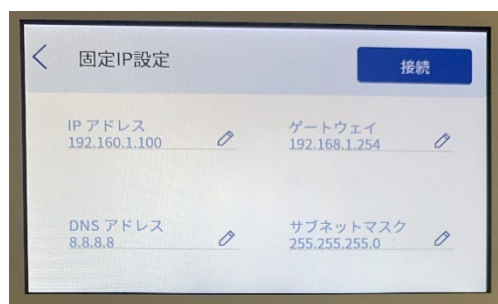 固定IP設定
接続
IP アドレス
192.160.1.100
ゲートウェイ
192.168.1.254
DNS アドレス
8.8.8.8
サブネットマスク
255.255.255.0